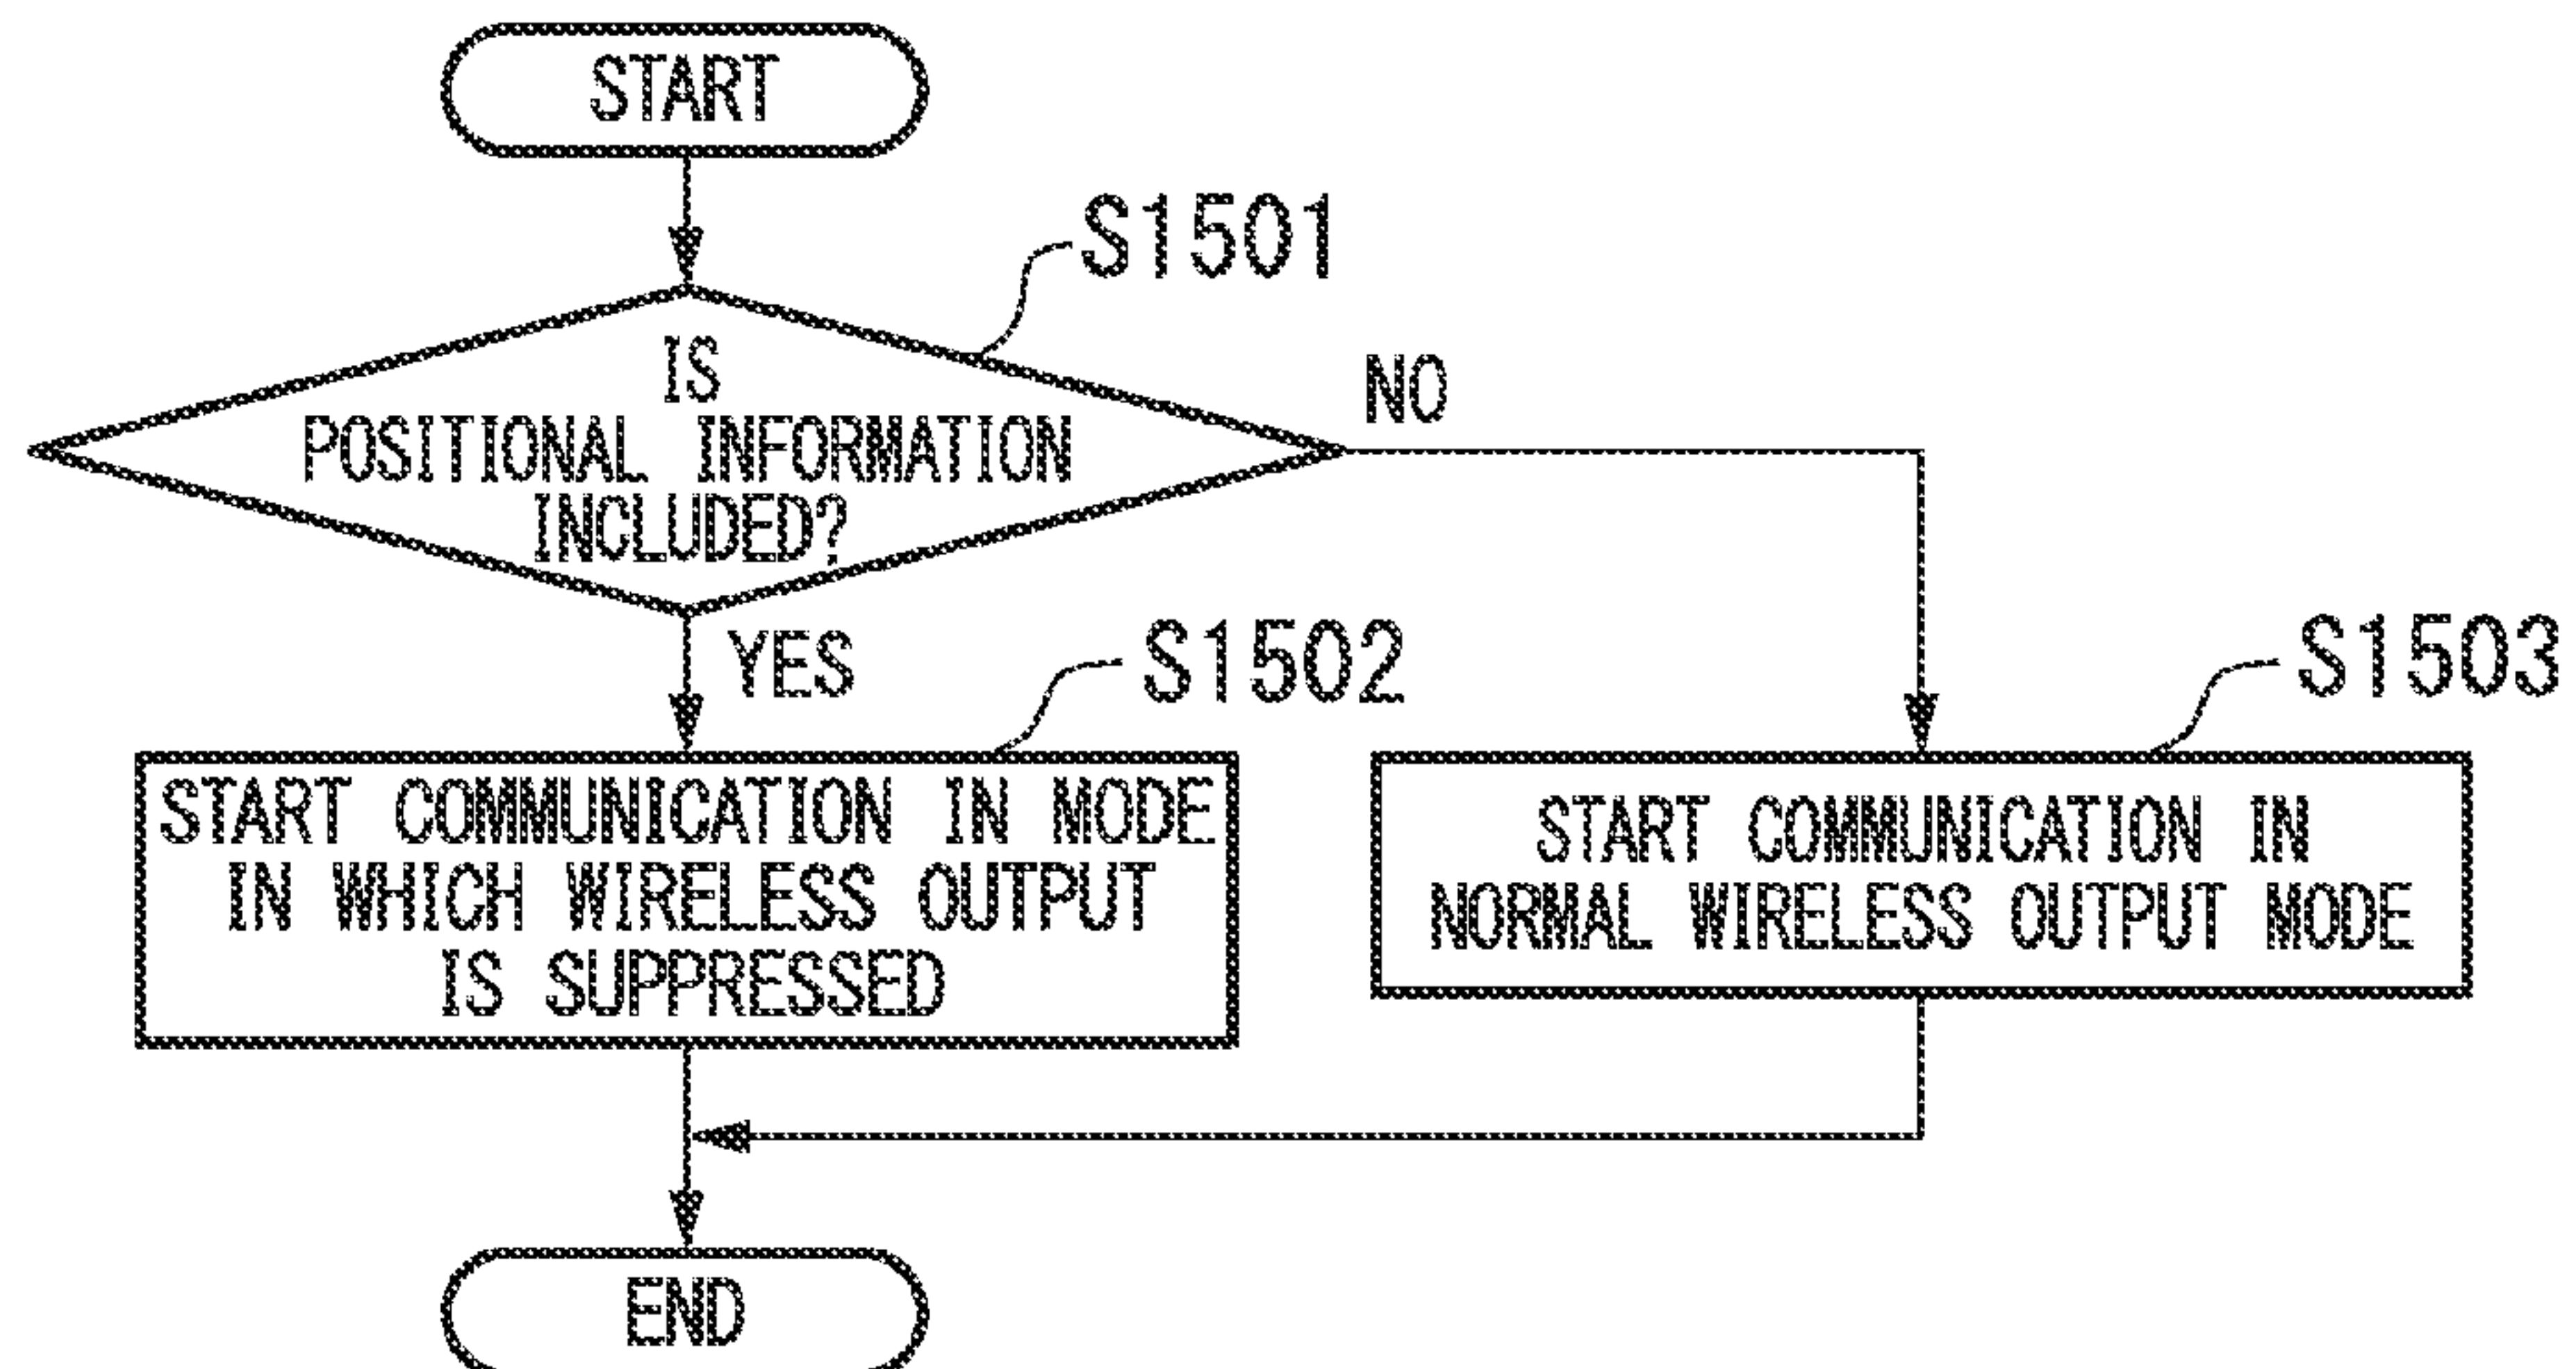 START
S1501
IS
POSITIONAL INFORMATION
INCLUDED?
NO
YES
S1502
S1503
START COMMUNICATION IN MODE
IN WHICH WIRELESS OUTPUT
IS SUPPRESSED
START COMMUNICATION IN
NORMAL WIRELESS OUTPUT MODE
END